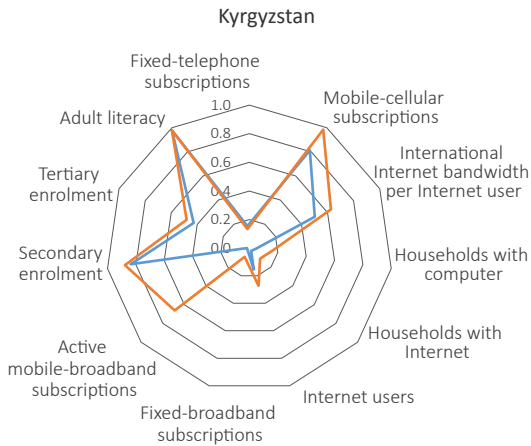 Kyrgyzstan
Fixed-telephone
subscriptions
Mobile-cellular
subscriptions
International
Internet bandwidth
per Internet user
Households with
computer
Households with
Internet
Internet users
Fixed-broadband
subscriptions
Active
mobile-broadband
subscriptions
Secondary
enrolment
Tertiary
enrolment
Adult literacy
1.0
0.8
0.6
0.4
0.2
0.0